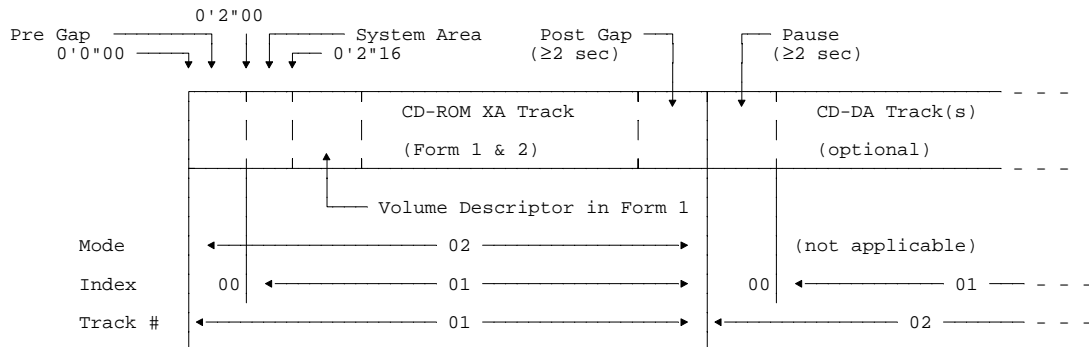 0'2"00
Pre Gap System Area Post Gap Pause
0'0"00 0'2"16 (≥2 sec) (≥2 sec)
CD-ROM XA Track CD-DA Track(s)
(Form 1 & 2) (optional)
Volume Descriptor in Form 1
Mode 02 (not applicable)
Index 00 01 00 01
Track # 01 02